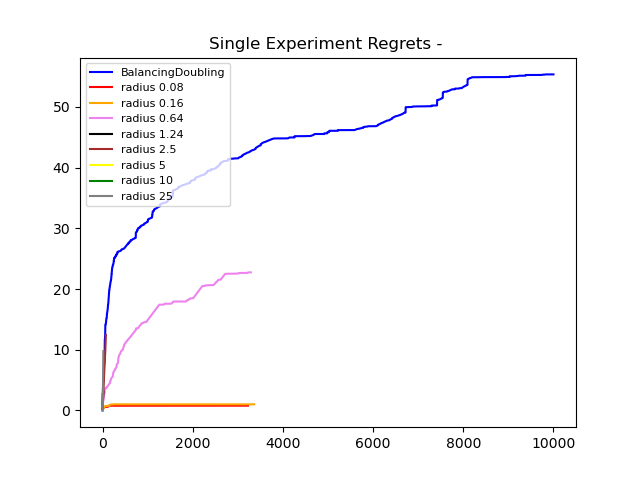 Single Experiment Regrets -
BalancingDoubling
radius 0.08
radius 0.16
radius 0.64
radius 1.24
radius 2.5
radius 5
radius 10
radius 25
50
40
30
20
10
0
0 2000 4000 6000 8000 10000